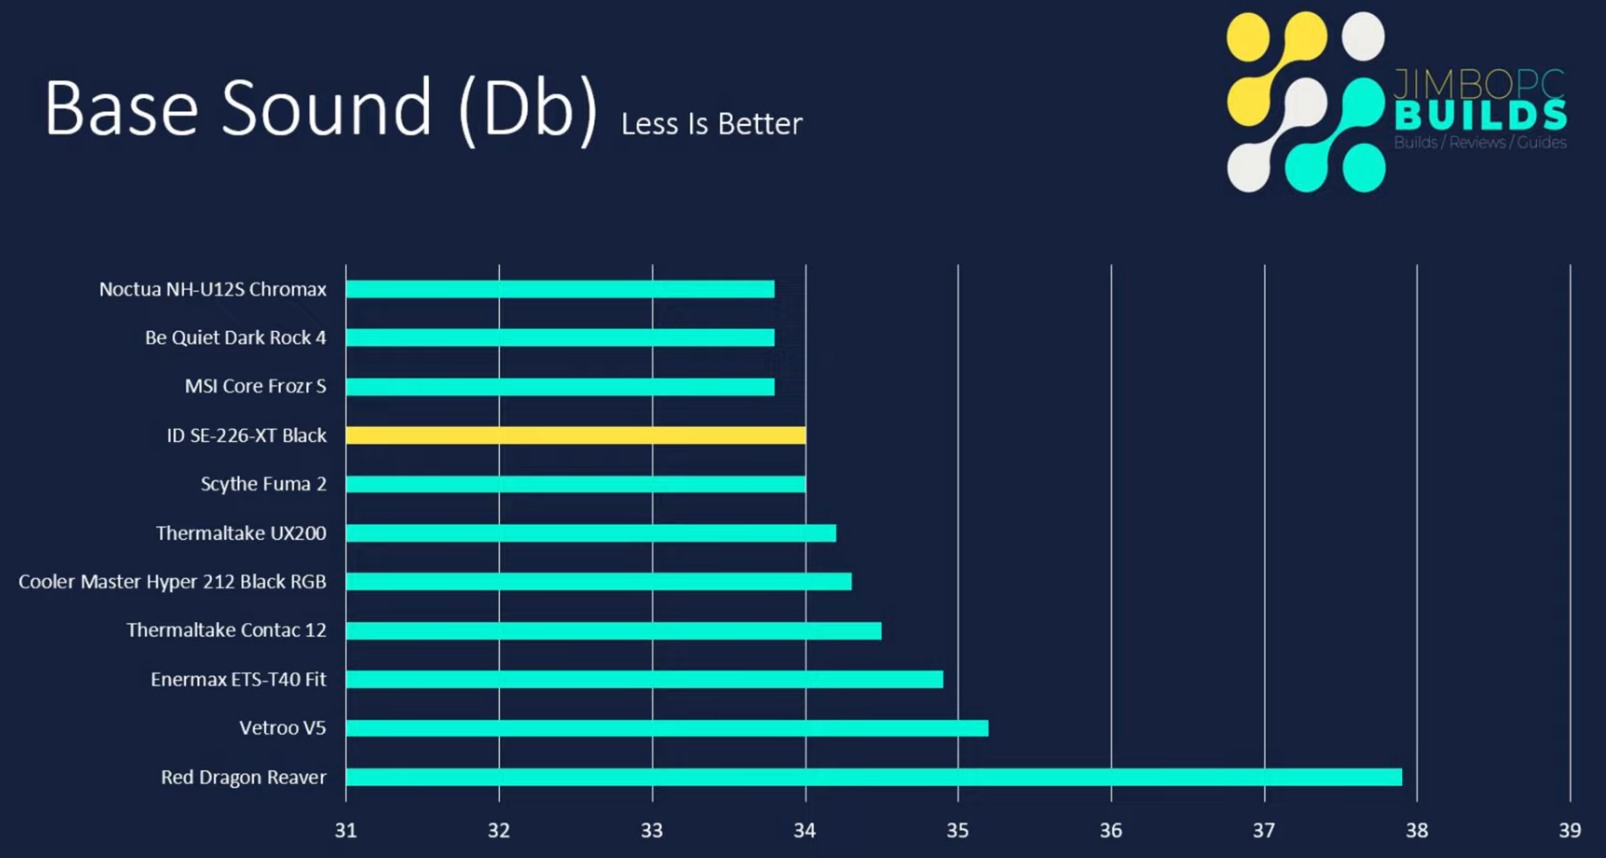 Base Sound (Db) Less Is Better
JIMBOPC
BUILDS
Builds / Reviews / Guides
Noctua NH-U12S Chromax
Be Quiet Dark Rock 4
MSI Core Frozr S
ID SE-226-XT Black
Scythe Fuma 2
Thermaltake UX200
Cooler Master Hyper 212 Black RGB
Thermaltake Contac 12
Enermax ETS-T40 Fit
Vetroo V5
Red Dragon Reaver
31 32 33 34 35 36 37 38 39